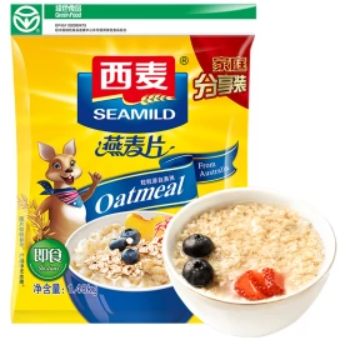 绿色食品
Green Food
西麦®
SEAMILD
家庭
分享装
燕麦片
Oatmeal
From
Australia
即食
净含量: